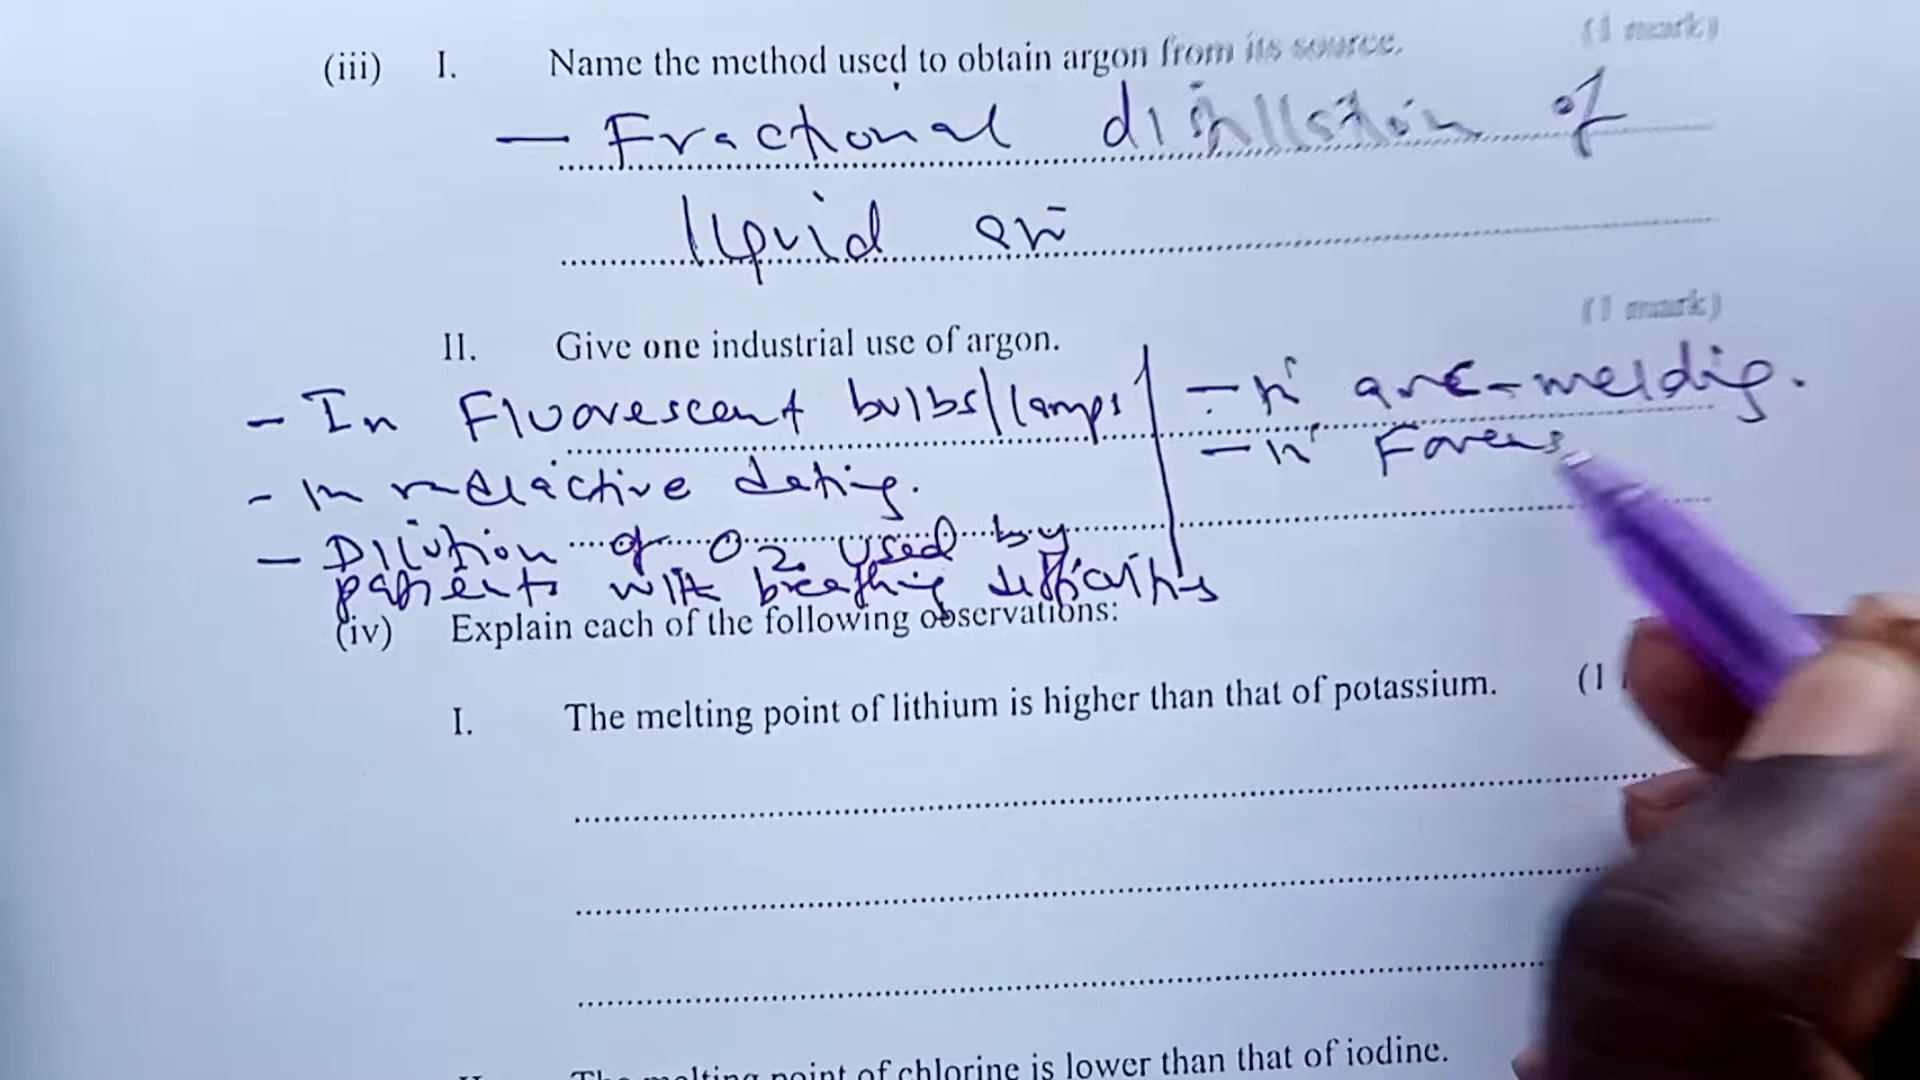 (iii) I. Name the method used to obtain argon from its source. (1 mark)
— Fractional distillation of
liquid air
II. Give one industrial use of argon. (1 mark)
- In Fluorescent bulbs/lamps
- In radioactive dating.
- Dilution of O2 used by
patients with breathing difficulties
- in arc-welding.
- in Forens
(iv) Explain each of the following observations:
I. The melting point of lithium is higher than that of potassium. (1
The melting point of chlorine is lower than that of iodine.